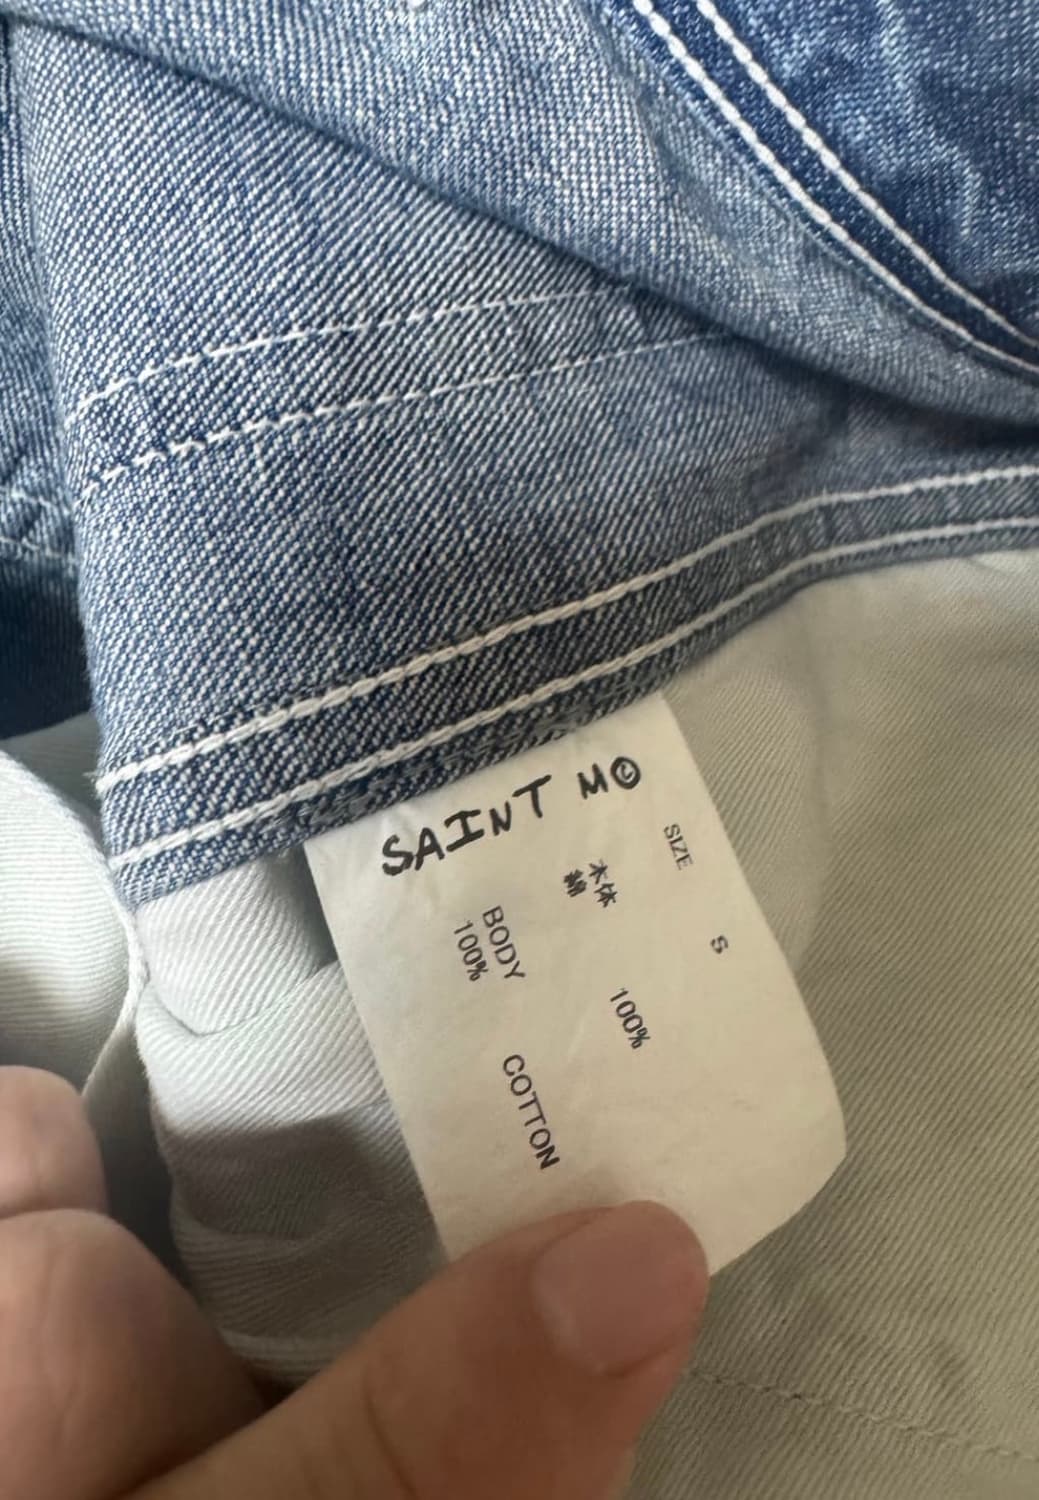 SAINT M©
SIZE S
本体
綿 100%
BODY
100% COTTON